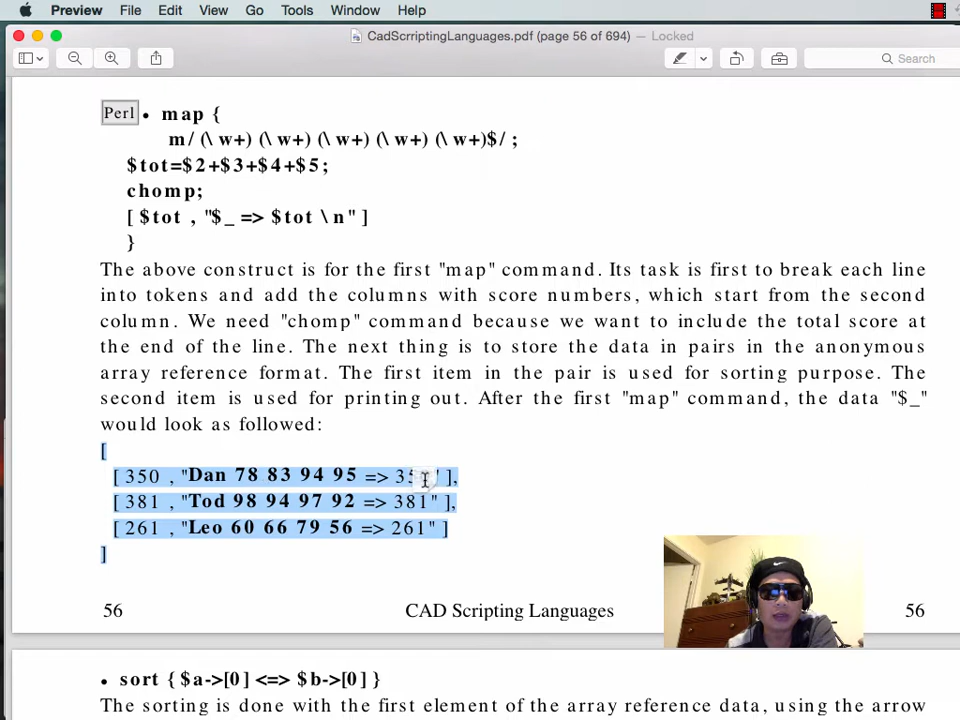 Preview File Edit View Go Tools Window Help
CadScrriptingLanguages.pdf (page 56 of 694) — Locked
Search
Perl • map {
m/ (\ w+) (\ w+) (\ w+) (\ w+) (\ w+)$/ ;
$tot=$2+$3+$4+$5;
chomp;
[ $tot , "$_ => $tot \n" ]
}
The above construct is for the first "map" command. Its task is first to break each line
into tokens and add the columns with score numbers, which start from the second
column. We need "chomp" command because we want to include the total score at
the end of the line. The next thing is to store the data in pairs in the anonymous
array reference format. The first item in the pair is used for sorting purpose. The
second item is used for printing out. After the first "map" command, the data "$_"
would look as followed:
[
[ 350 , "Dan 78 83 94 95 => 35 " ],
[ 381 , "Tod 98 94 97 92 => 381" ],
[ 261 , "Leo 60 66 79 56 => 261" ]
]
56 CAD Scripting Languages 56
• sort { $a->[0] <=> $b->[0] }
The sorting is done with the first element of the array reference data, using the arrow